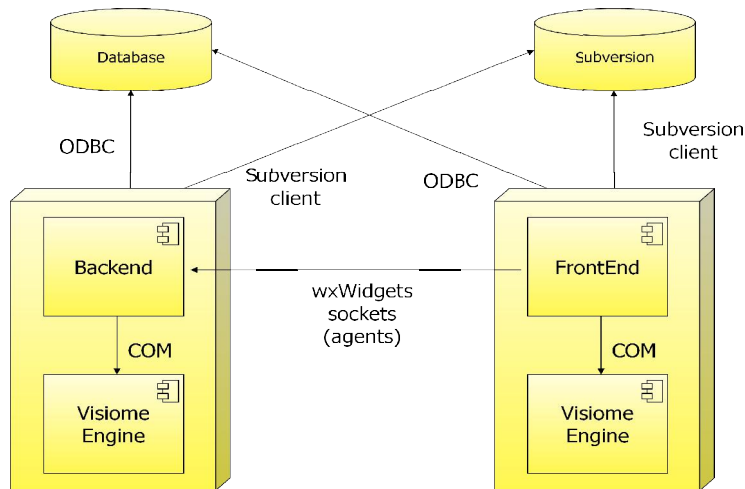 Database
Subversion
ODBC
Subversion
client
Subversion
client
ODBC
Backend
FrontEnd
wxWidgets
sockets
(agents)
COM
COM
Visiome
Engine
Visiome
Engine